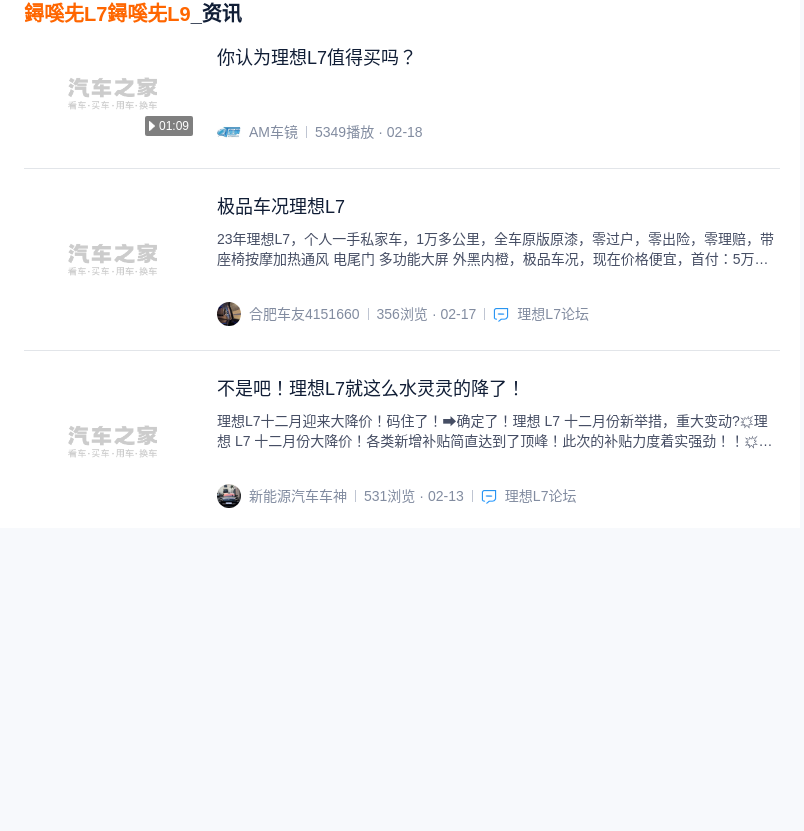 鐞嗘兂L7鐞嗘兂L9_资讯
你认为理想L7值得买吗？
汽车之家
看车·买车·用车·换车
01:09
AM车镜 5349播放 · 02-18
极品车况理想L7
23年理想L7，个人一手私家车，1万多公里，全车原版原漆，零过户，零出险，零理赔，带
座椅按摩加热通风 电尾门 多功能大屏 外黑内橙，极品车况，现在价格便宜，首付：5万…
汽车之家
看车·买车·用车·换车
合肥车友4151660 356浏览 · 02-17 理想L7论坛
不是吧！理想L7就这么水灵灵的降了！
理想L7十二月迎来大降价！码住了！➡确定了！理想 L7 十二月份新举措，重大变动?💥理
想 L7 十二月份大降价！各类新增补贴简直达到了顶峰！此次的补贴力度着实强劲！！💥…
汽车之家
看车·买车·用车·换车
新能源汽车车神 531浏览 · 02-13 理想L7论坛